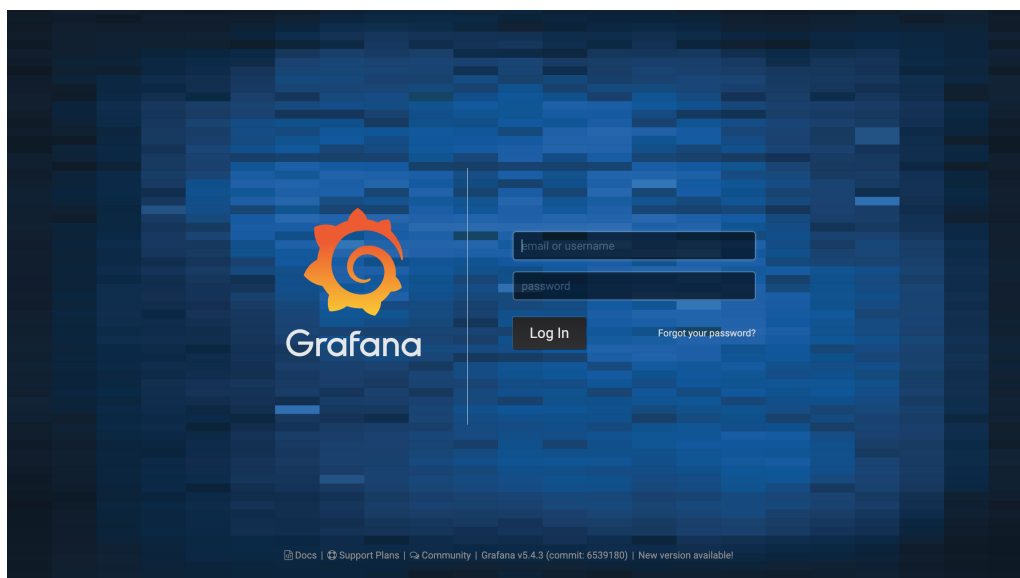 Grafana
email or username
password
Log In
Forgot your password?
Docs | Support Plans | Community | Grafana v5.4.3 (commit: 6539180) | New version available!